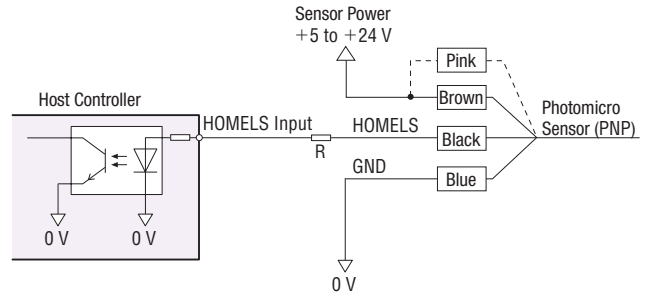 Sensor Power
+5 to +24 V
Pink
Brown
Host Controller
Photomicro
Sensor (PNP)
HOMELS Input
HOMELS
Black
R
GND
Blue
0 V
0 V
0 V